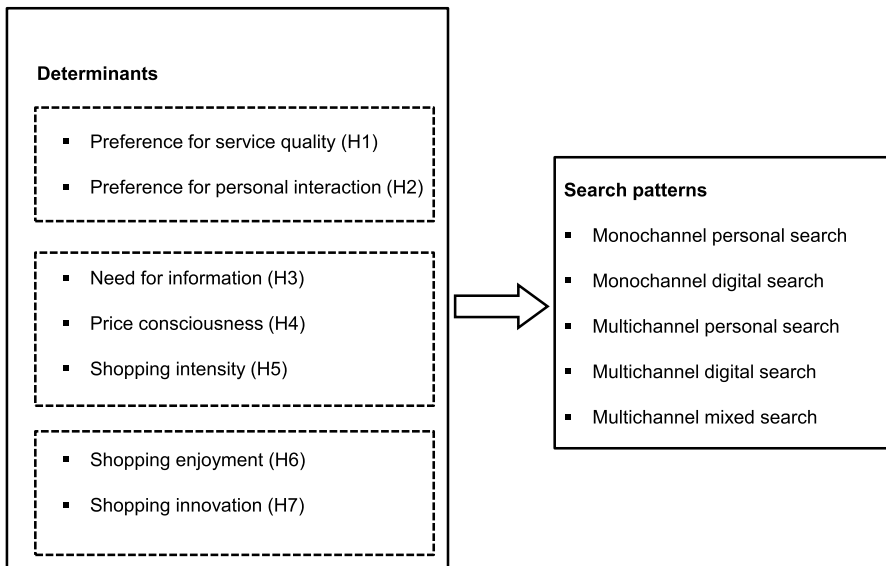 Determinants
▪ Preference for service quality (H1)
▪ Preference for personal interaction (H2)
▪ Need for information (H3)
▪ Price consciousness (H4)
▪ Shopping intensity (H5)
▪ Shopping enjoyment (H6)
▪ Shopping innovation (H7)
Search patterns
▪ Monochannel personal search
▪ Monochannel digital search
▪ Multichannel personal search
▪ Multichannel digital search
▪ Multichannel mixed search